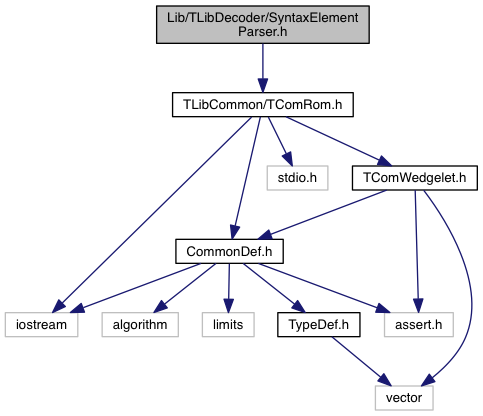 Lib/TLibDecoder/SyntaxElement
Parser.h
TLibCommon/TComRom.h
stdio.h
TComWedgelet.h
CommonDef.h
iostream
algorithm
limits
TypeDef.h
assert.h
vector